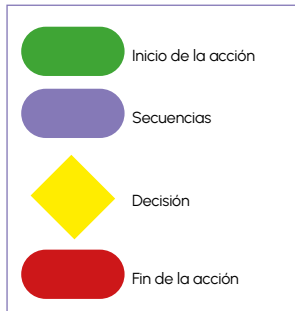 Inicio de la acción
Secuencias
Decisión
Fin de la acción